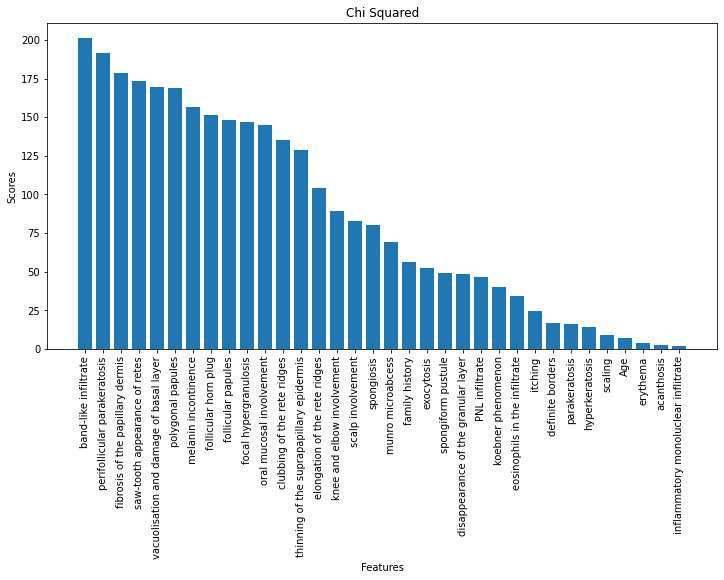 Chi Squared
Scores
200
175
150
125
100
75
50
25
0
band-like infiltrate
perifollicular parakeratosis
fibrosis of the papillary dermis
saw-tooth appearance of retes
vacuolisation and damage of basal layer
polygonal papules
melanin incontinence
follicular horn plug
follicular papules
focal hypergranulosis
oral mucosal involvement
clubbing of the rete ridges
thinning of the suprapapillary epidermis
elongation of the rete ridges
knee and elbow involvement
scalp involvement
spongiosis
munro microabcess
family history
exocytosis
spongiform pustule
disappearance of the granular layer
PNL infiltrate
koebner phenomenon
eosinophils in the infiltrate
itching
definite borders
parakeratosis
hyperkeratosis
scaling
Age
erythema
acanthosis
inflammatory monoluclear infiltrate
Features